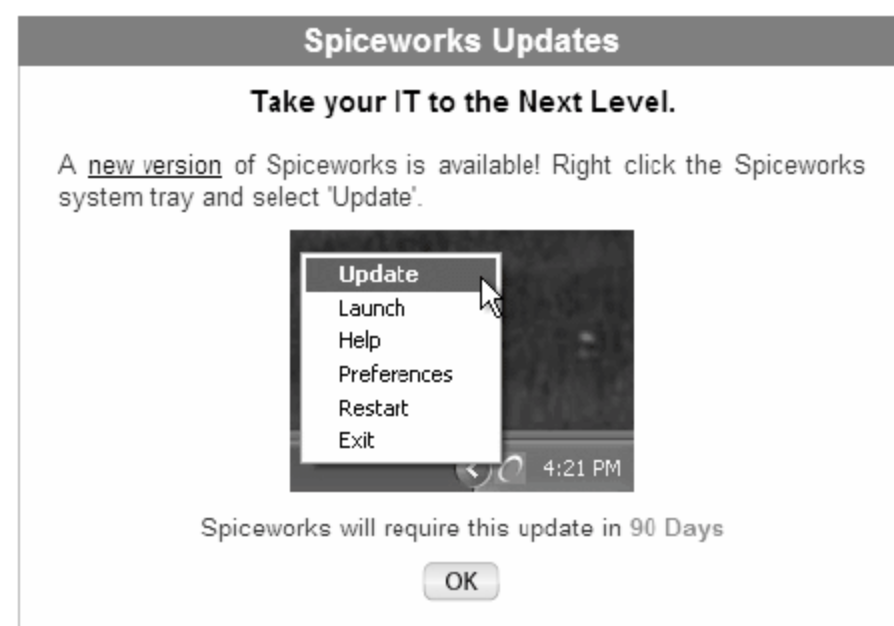 Spiceworks Updates
Take your IT to the Next Level.
A new version of Spiceworks is available! Right click the Spiceworks
system tray and select 'Update'.
Update
Launch
Help
Preferences
Restart
Exit
4:21 PM
Spiceworks will require this update in 90 Days
OK